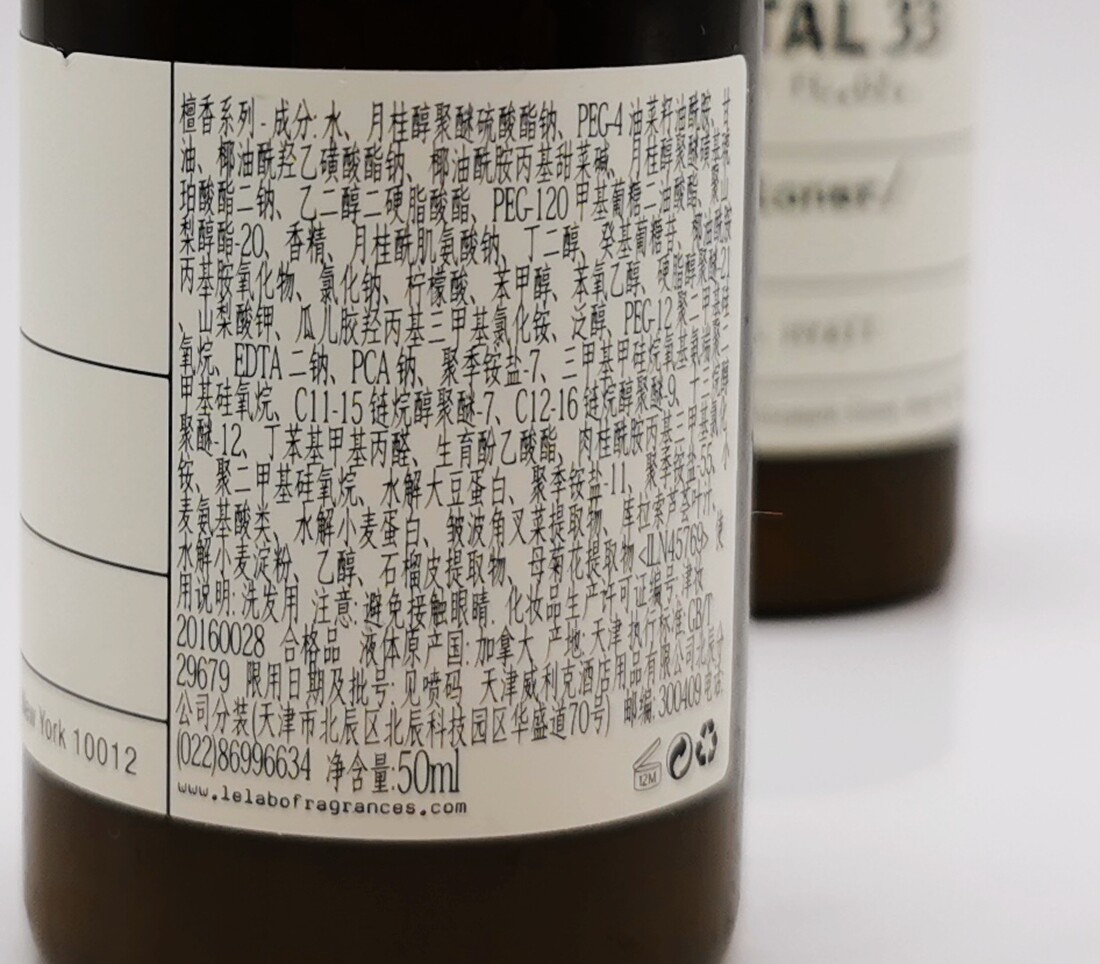 檀香系列 - 成分: 水、月桂醇聚醚硫酸酯钠、PEG-4 油菜籽油酰胺、甘
油、椰油酰羟乙磺酸酯钠、椰油酰胺丙基甜菜碱、月桂醇聚醚磺基琥
珀酸酯二钠、乙二醇二硬脂酸酯、PEG-120 甲基葡糖二油酸酯、聚山
梨醇酯-20、香精、月桂酰肌氨酸钠、丁二醇、癸基葡糖苷、椰油酰胺
丙基胺氧化物、氯化钠、柠檬酸、苯甲醇、苯氧乙醇、硬脂醇聚醚-21
、山梨酸钾、瓜儿胶羟丙基三甲基氯化铵、泛醇、PEG-12 聚二甲基硅
氧烷、EDTA 二钠、PCA 钠、聚季铵盐-7、三甲基甲硅烷氧基氨端聚二
甲基硅氧烷、C11-15 链烷醇聚醚-7、C12-16 链烷醇聚醚-9、十三烷醇
聚醚-12、丁苯基甲基丙醛、生育酚乙酸酯、肉桂酰胺丙基三甲基氯化
铵、聚二甲基硅氧烷、水解大豆蛋白、聚季铵盐-11、聚季铵盐-55、小
麦氨基酸类、水解小麦蛋白、皱波角叉菜提取物、库拉索芦荟叶水、
水解小麦淀粉、乙醇、石榴皮提取物、母菊花提取物 <ILN45769> 使
用说明: 洗发用 注意: 避免接触眼睛. 化妆品生产许可证编号: 津妆
20160028 合格品 液体原产国: 加拿大 产地: 天津 执行标准: GB/T
29679 限用日期及批号: 见喷码 天津威利克酒店用品有限公司北辰分
公司分装(天津市北辰区北辰科技园区华盛道70号) 邮编: 300409 电话:
(022)86996634 净含量:50ml
12M
www.lelabofragrances.com
York 10012
TAL 33